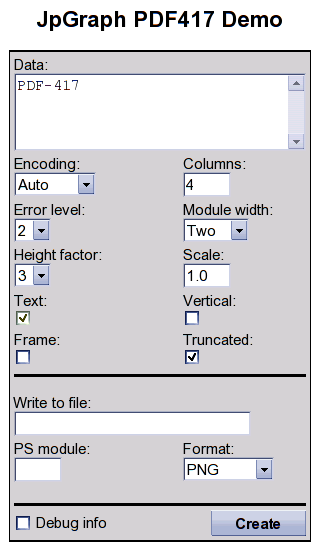 JpGraph PDF417 Demo
Data:
PDF-417
Encoding: Columns:
Auto 4
Error level: Module width:
2 Two
Height factor: Scale:
3 1.0
Text: Vertical:
Frame: Truncated:
Write to file:
PS module: Format:
PNG
Debug info Create